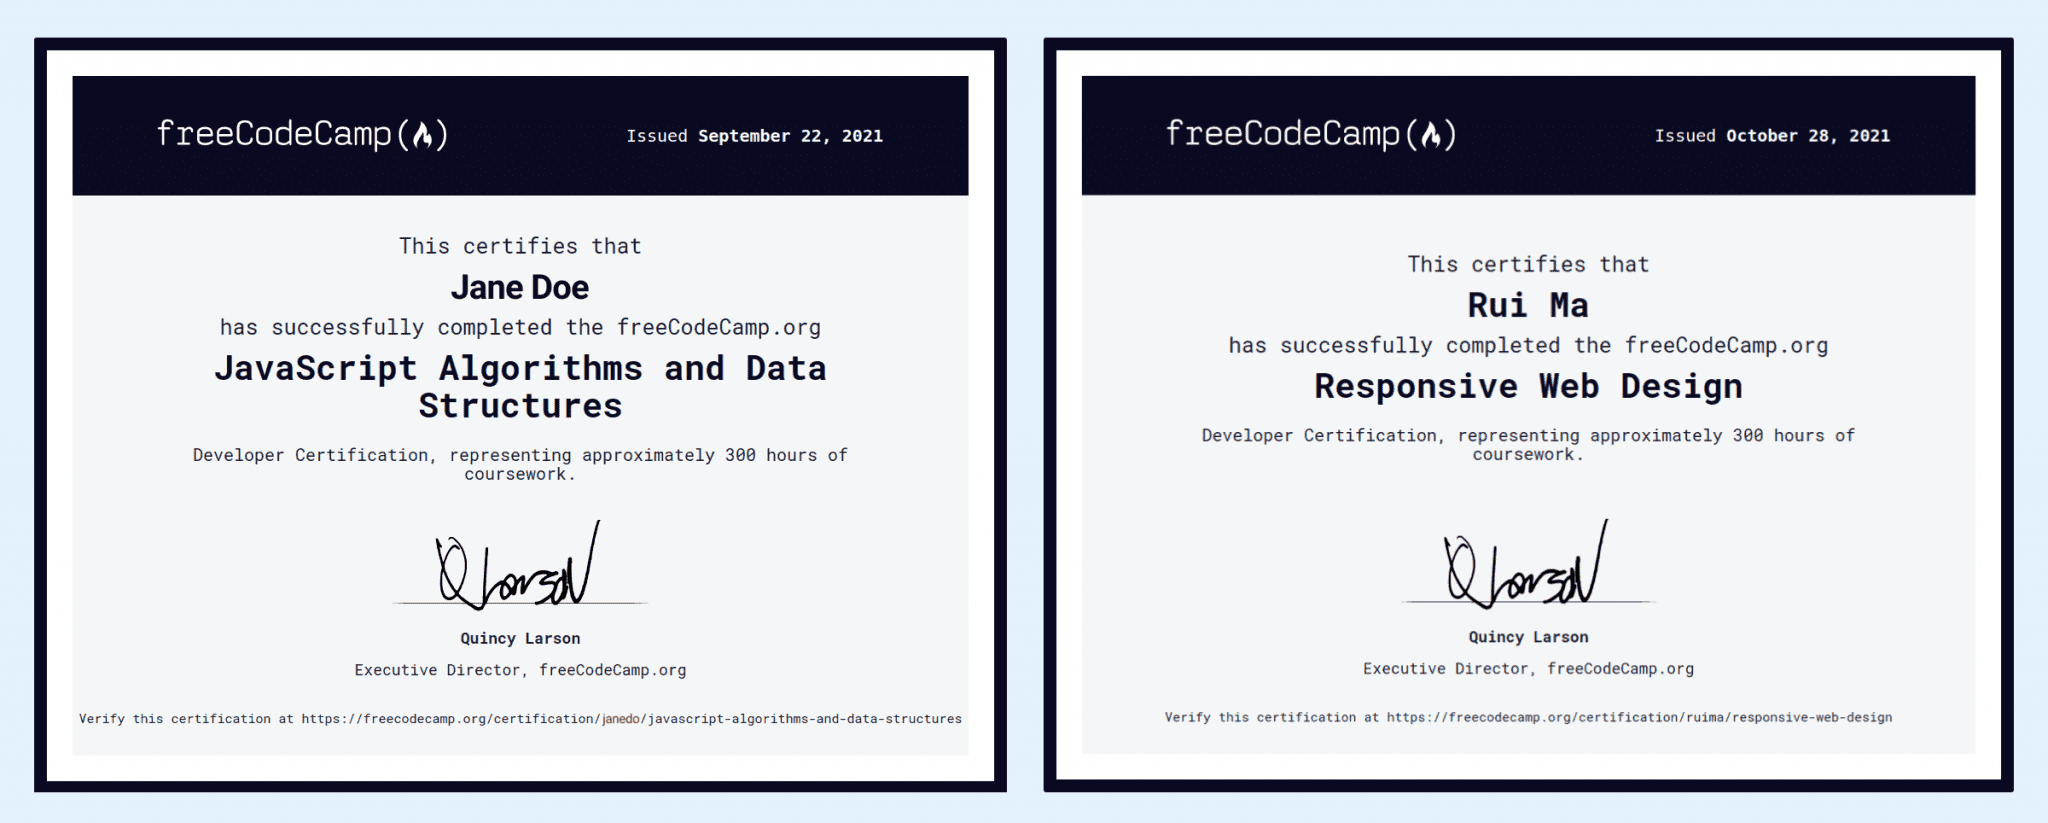 freeCodeCamp(🔥)
Issued September 22, 2021
This certifies that
Jane Doe
has successfully completed the freeCodeCamp.org
JavaScript Algorithms and Data
Structures
Developer Certification, representing approximately 300 hours of
coursework.
Q Larson
Quincy Larson
Executive Director, freeCodeCamp.org
Verify this certification at https://freecodecamp.org/certification/janedo/javascript-algorithms-and-data-structures
freeCodeCamp(🔥)
Issued October 28, 2021
This certifies that
Rui Ma
has successfully completed the freeCodeCamp.org
Responsive Web Design
Developer Certification, representing approximately 300 hours of
coursework.
Q Larson
Quincy Larson
Executive Director, freeCodeCamp.org
Verify this certification at https://freecodecamp.org/certification/ruima/responsive-web-design